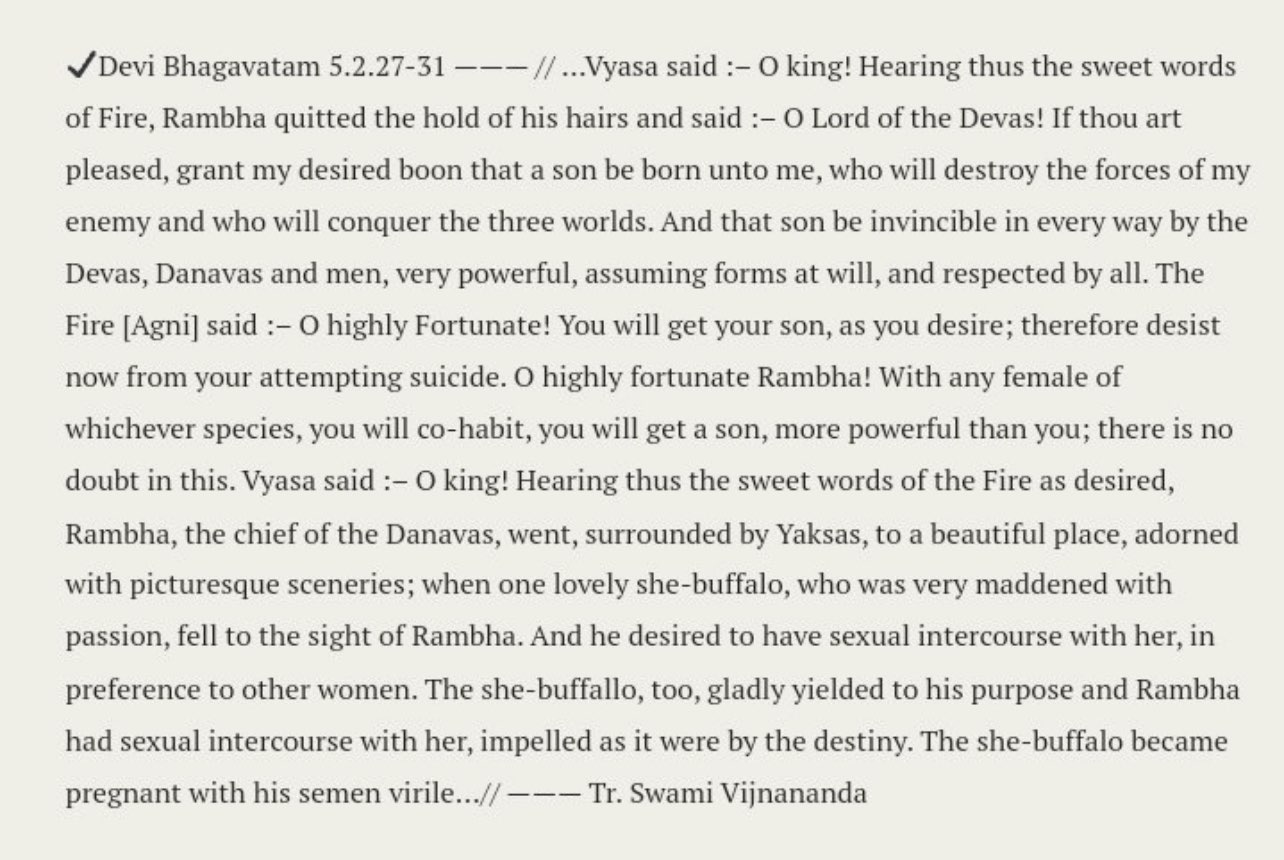 ✓Devi Bhagavatam 5.2.27-31 ——— // ...Vyasa said :– O king! Hearing thus the sweet words
of Fire, Rambha quitted the hold of his hairs and said :– O Lord of the Devas! If thou art
pleased, grant my desired boon that a son be born unto me, who will destroy the forces of my
enemy and who will conquer the three worlds. And that son be invincible in every way by the
Devas, Danavas and men, very powerful, assuming forms at will, and respected by all. The
Fire [Agni] said :– O highly Fortunate! You will get your son, as you desire; therefore desist
now from your attempting suicide. O highly fortunate Rambha! With any female of
whichever species, you will co-habit, you will get a son, more powerful than you; there is no
doubt in this. Vyasa said :– O king! Hearing thus the sweet words of the Fire as desired,
Rambha, the chief of the Danavas, went, surrounded by Yaksas, to a beautiful place, adorned
with picturesque sceneries; when one lovely she-buffalo, who was very maddened with
passion, fell to the sight of Rambha. And he desired to have sexual intercourse with her, in
preference to other women. The she-buffallo, too, gladly yielded to his purpose and Rambha
had sexual intercourse with her, impelled as it were by the destiny. The she-buffalo became
pregnant with his semen virile...// ——— Tr. Swami Vijnananda